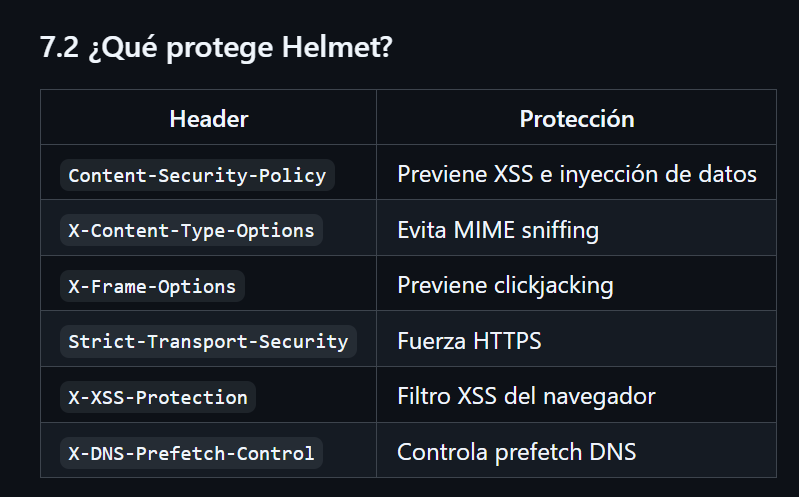 7.2 ¿Qué protege Helmet?
Header Protección
Content-Security-Policy Previene XSS e inyección de datos
X-Content-Type-Options Evita MIME sniffing
X-Frame-Options Previene clickjacking
Strict-Transport-Security Fuerza HTTPS
X-XSS-Protection Filtro XSS del navegador
X-DNS-Prefetch-Control Controla prefetch DNS